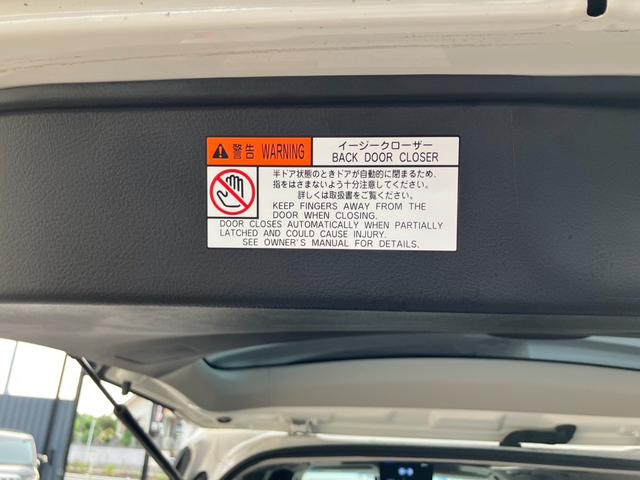 警告 WARNING
イージークローザー
BACK DOOR CLOSER
半ドア状態のときドアが自動的に閉まるため、
指をはさまないよう十分注意してください。
詳しくは取扱書をご覧ください。
KEEP FINGERS AWAY FROM THE
DOOR WHEN CLOSING.
DOOR CLOSES AUTOMATICALLY WHEN PARTIALLY
LATCHED AND COULD CAUSE INJURY.
SEE OWNER'S MANUAL FOR DETAILS.